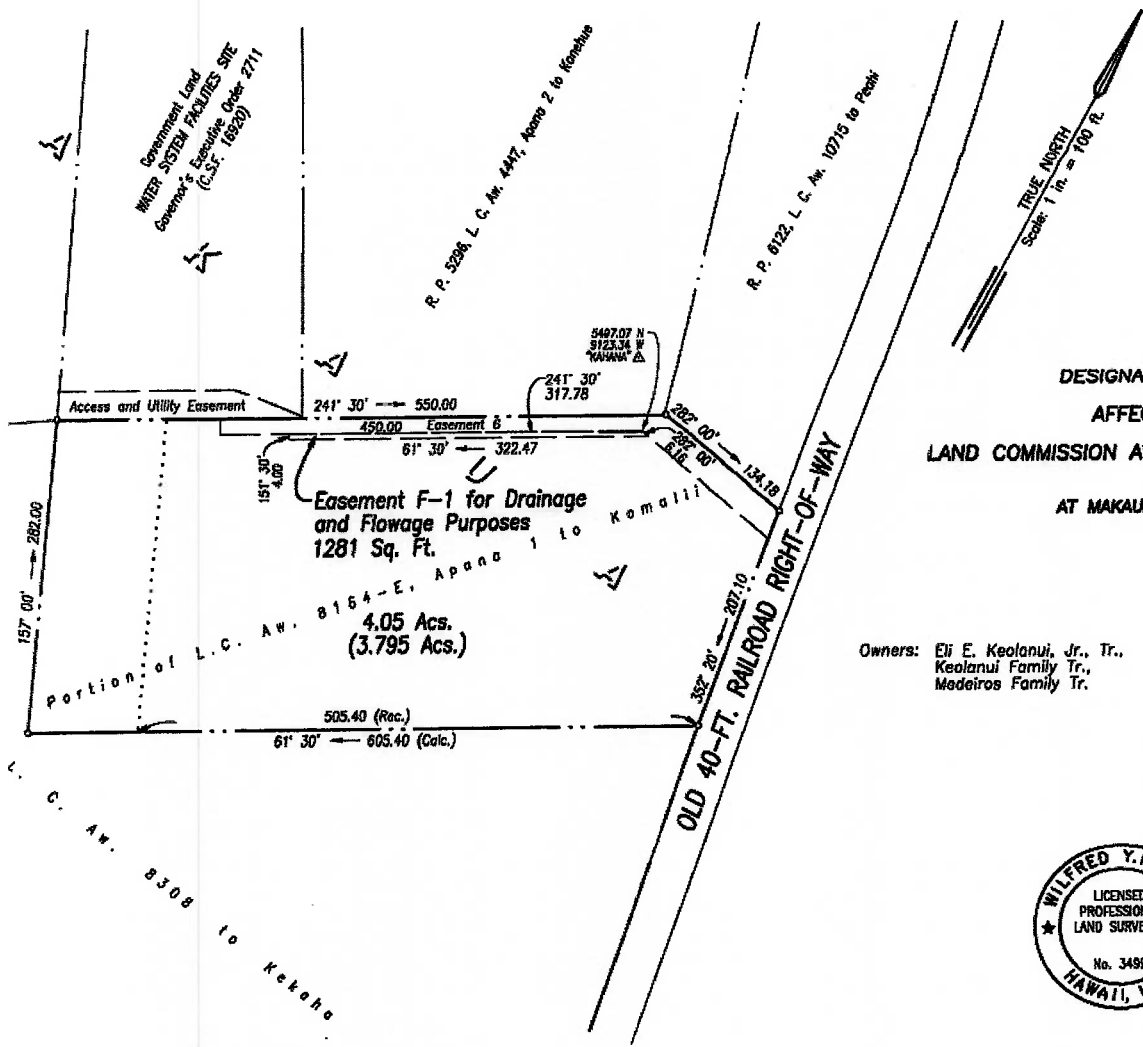 Government Land
WATER SYSTEM FACILITIES SITE
Governor's Executive Order 2711
(C.S.F. 16920)
R. P. 5296, L. C. Aw. 4447, Apana 2 to Kanehue
R. P. 6122, L. C. Aw. 10715 to Peahi
TRUE NORTH
Scale: 1 in. = 100 ft.
5497.07 N
9123.34 W
"KAHANA"
241° 30'
317.78
Access and Utility Easement
241° 30' 550.00
450.00 Easement 6
61° 30' 322.47
151° 30'
4.00
282° 00' 134.18
282° 00'
6.16
DESIGNA
AFFE
LAND COMMISSION A
AT MAKAU
Easement F-1 for Drainage
and Flowage Purposes
1281 Sq. Ft.
157° 00' 282.00
Portion of L.C. Aw. 8164-E, Apana 1 to Kamalii
4.05 Acs.
(3.795 Acs.)
352° 20' 207.10
OLD 40-FT. RAILROAD RIGHT-OF-WAY
Owners: Eli E. Keolanui, Jr., Tr.,
Keolanui Family Tr.,
Medeiros Family Tr.
505.40 (Rec.)
61° 30' 605.40 (Calc.)
C. Aw. 8308 to Kekaha
WILFRED Y.
LICENSED
PROFESSION
LAND SURVE
No. 349
HAWAII,